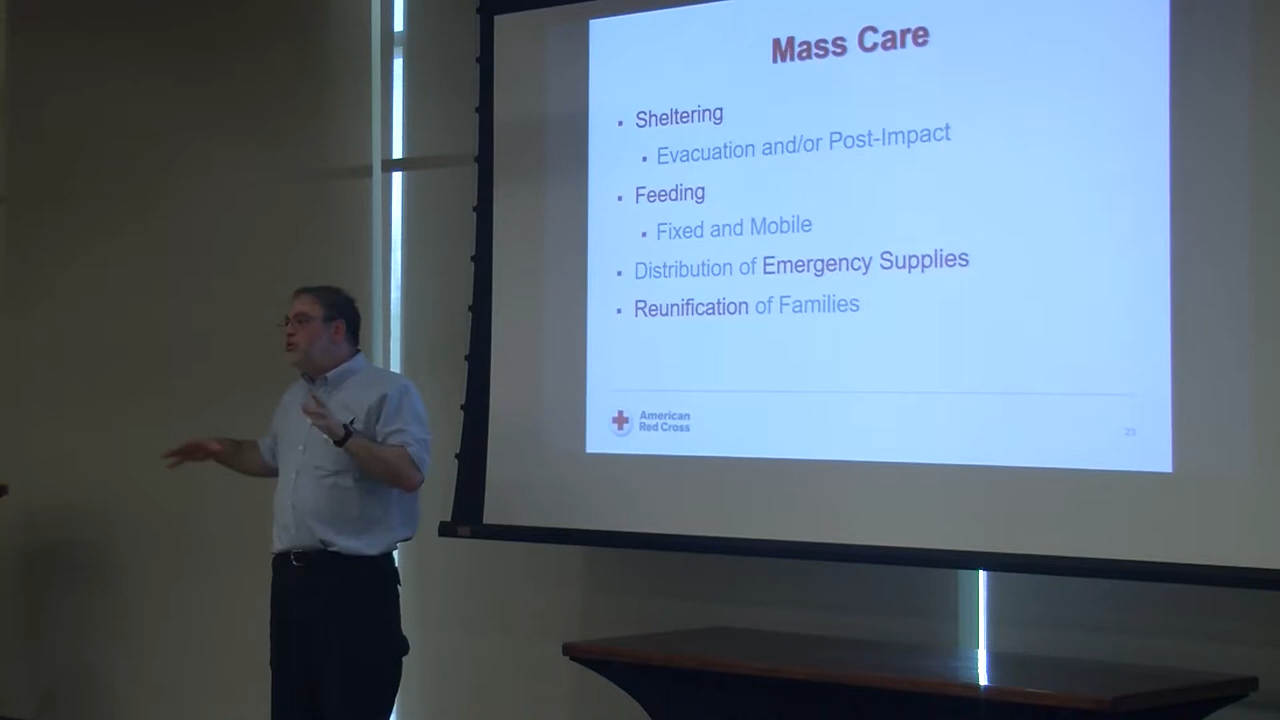 Mass Care
▪ Sheltering
▪ Evacuation and/or Post-Impact
▪ Feeding
▪ Fixed and Mobile
▪ Distribution of Emergency Supplies
▪ Reunification of Families
American
Red Cross
23